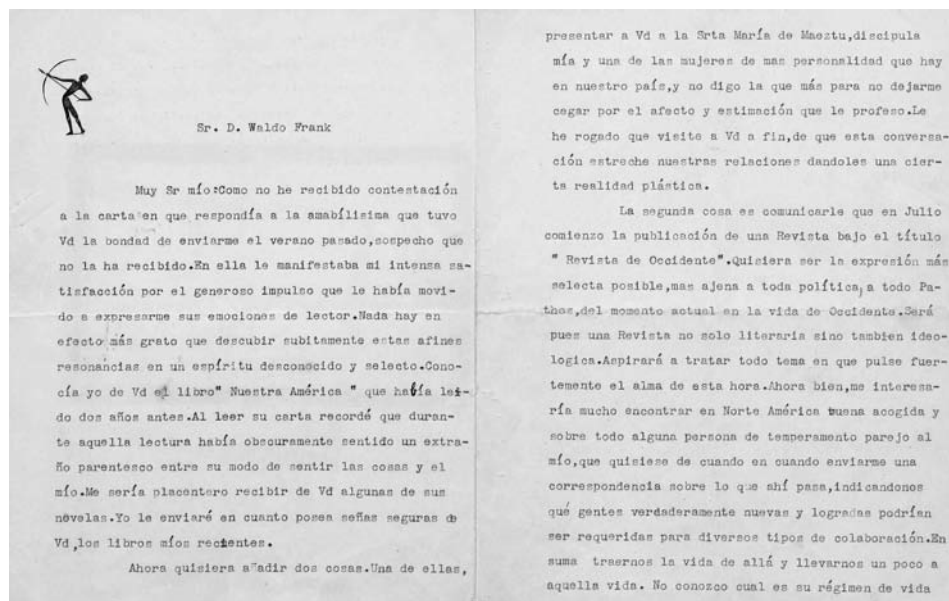 Sr. D. Waldo Frank
Muy Sr mío:Como no he recibido contestación
a la carta en que respondía a la amabílisima que tuvo
Vd la bondad de enviarme el verano pasado,sospecho que
no la ha recibido.En ella le manifestaba mi intensa sa-
tisfacción por el generoso impulso que le había movi-
do a expresarme sus emociones de lector.Nada hay en
efecto más grato que descubir subitamente estas afines
resonancias en un espíritu desconocido y selecto.Cono-
cía yo de Vd el libro" Nuestra América " que había leí-
do dos años antes.Al leer su carta recordé que duran-
te aquella lectura había obscuramente sentido un extra-
ño parentesco entre su modo de sentir las cosas y el
mío.Me sería placentero recibir de Vd algunas de sus
novelas.Yo le enviaré en cuanto posea señas seguras de
Vd,los libros míos recientes.
Ahora quisiera añadir dos cosas.Una de ellas,
presentar a Vd a la Srta María de Maeztu,discipula
mía y una de las mujeres de mas personalidad que hay
en nuestro país,y no digo la que más para no dejarme
cegar por el afecto y estimación que le profeso.Le
he rogado que visite a Vd a fin,de que esta conversa-
ción estreche nuestras relaciones dandoles una cier-
ta realidad plástica.
La segunda cosa es comunicarle que en Julio
comienzo la publicación de una Revista bajo el título
" Revista de Occidente".Quisiera ser la expresión más
selecta posible,mas ajena a toda política, a todo Pa-
thos,del momento actual en la vida de Occidente.Será
pues una Revista no solo literaria sino tambien ideo-
logica.Aspirará a tratar todo tema en que pulse fuer-
temente el alma de esta hora.Ahora bien,me interesa-
ría mucho encontrar en Norte América buena acogida y
sobre todo alguna persona de temperamento parejo al
mío,que quisiese de cuando en cuando enviarme una
correspondencia sobre lo que ahí pasa,indicandonos
qué gentes verdaderamente nuevas y logradas podrían
ser requeridas para diversos tipos de colaboración.En
suma traernos la vida de allá y llevarnos un poco a
aquella vida. No conozco cual es su régimen de vida